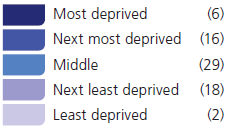 Most deprived (6)
Next most deprived (16)
Middle (29)
Next least deprived (18)
Least deprived (2)